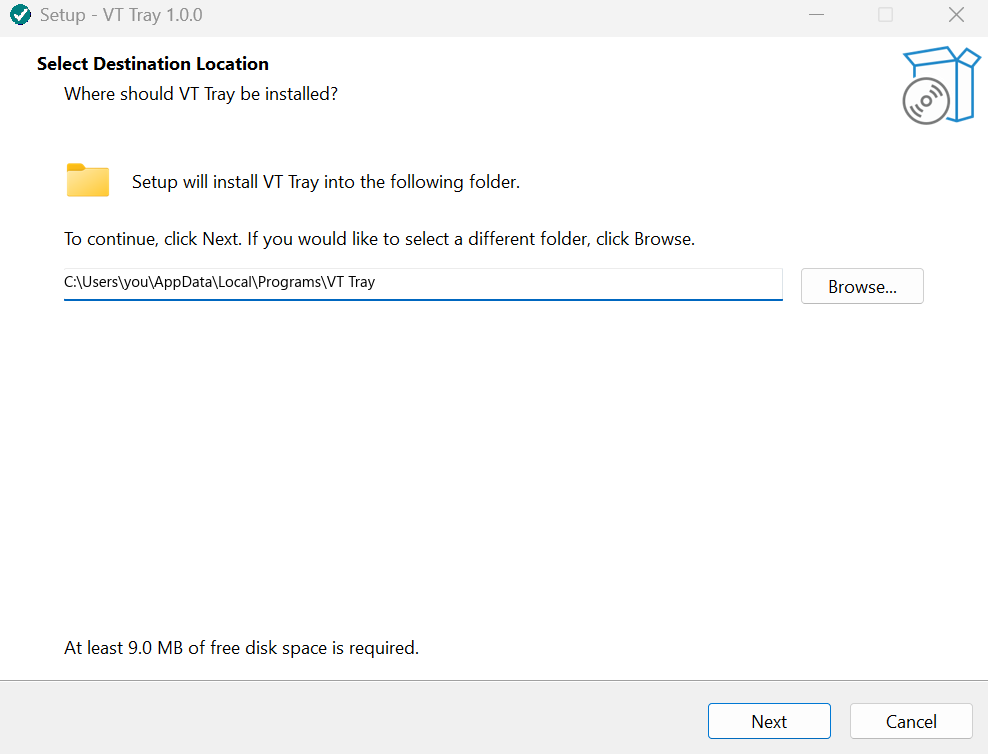 Setup - VT Tray 1.0.0
Select Destination Location
Where should VT Tray be installed?
Setup will install VT Tray into the following folder.
To continue, click Next. If you would like to select a different folder, click Browse.
C:\Users\you\AppData\Local\Programs\VT Tray
Browse...
At least 9.0 MB of free disk space is required.
Next
Cancel